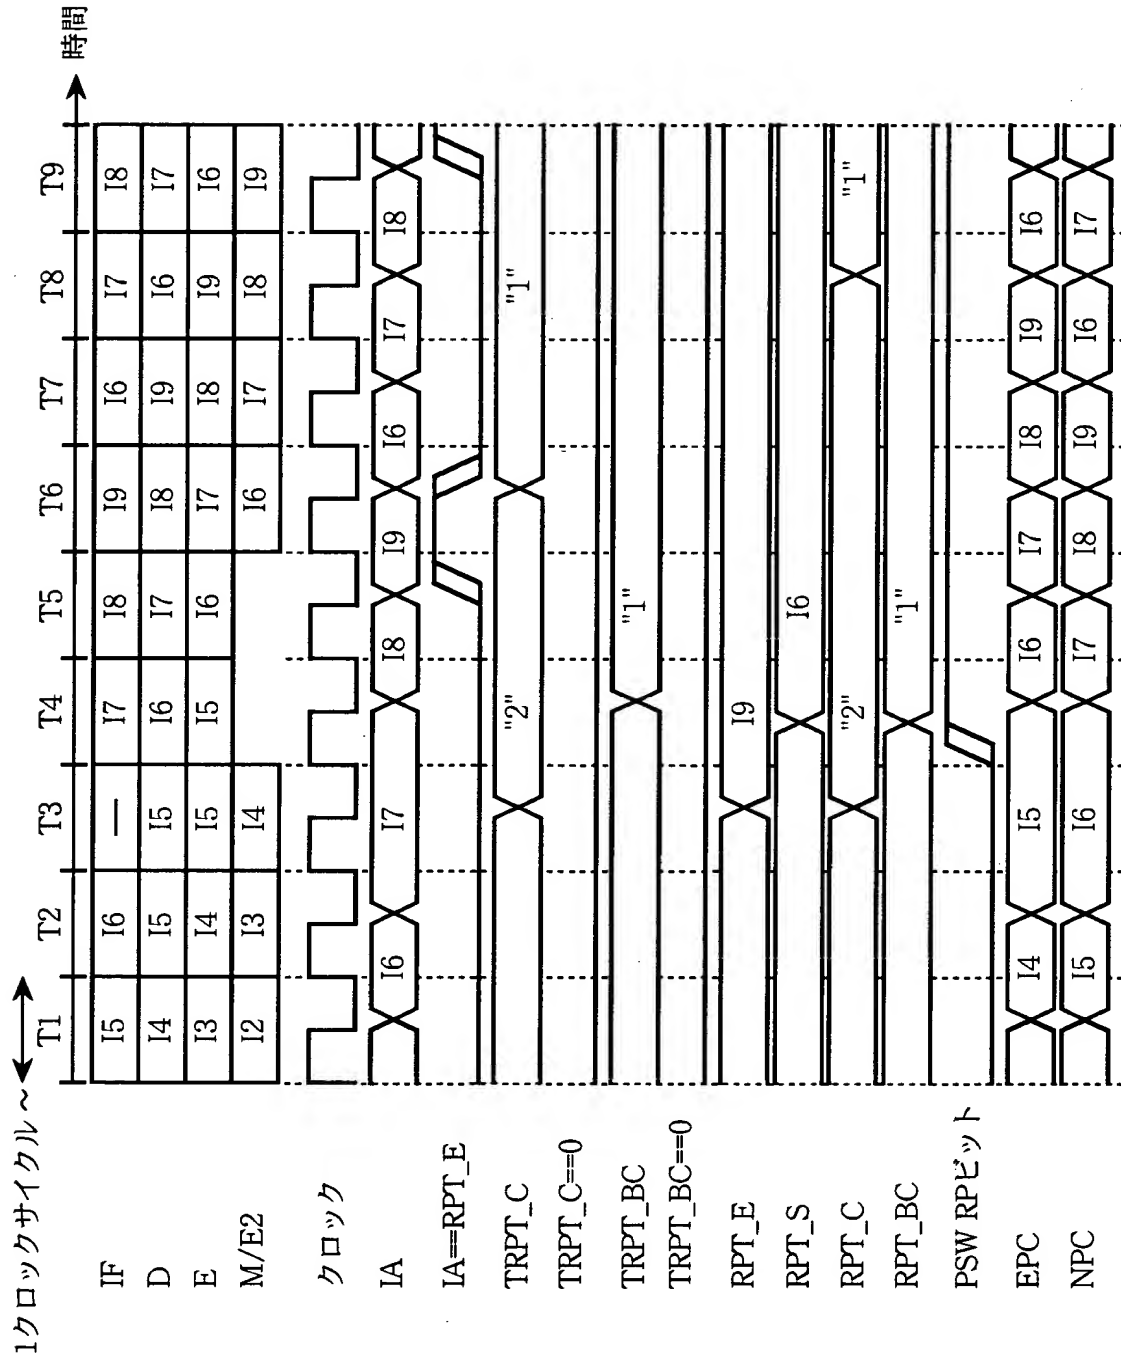 1クロックサイクル～
時間
T1 T2 T3 T4 T5 T6 T7 T8 T9
IF I5 I6 — I7 I8 I9 I6 I7 I8
D I4 I5 I5 I6 I7 I8 I9 I6 I7
E I3 I4 I5 I5 I6 I7 I8 I9 I6
M/E2 I2 I3 I4 I6 I7 I8 I9
クロック
IA I6 I7 I8 I9 I6 I7 I8
IA==RPT_E
TRPT_C "2" "1"
TRPT_C==0
TRPT_BC "1"
TRPT_BC==0
RPT_E I9
RPT_S I6
RPT_C "2" "1"
RPT_BC "1"
PSW RPビット
EPC I4 I5 I6 I7 I8 I9 I6
NPC I5 I6 I7 I8 I9 I6 I7